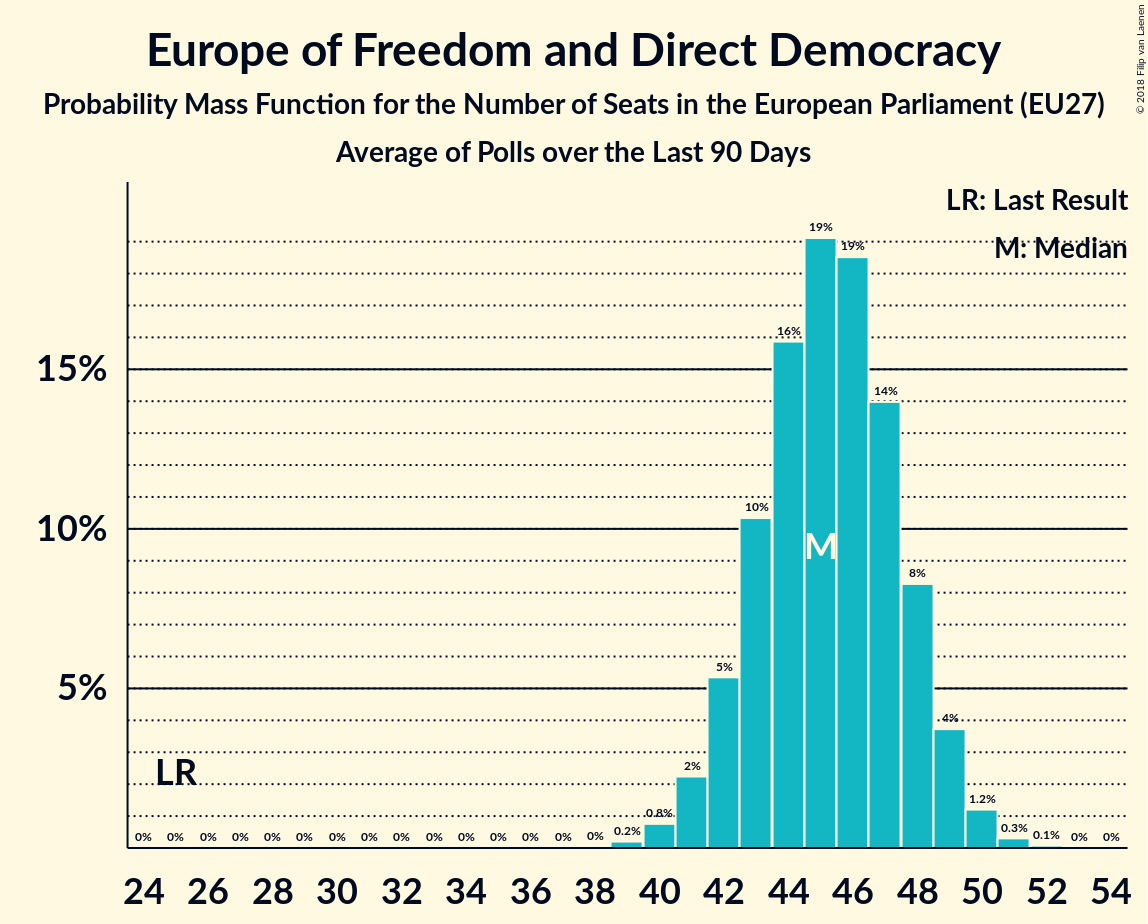 Europe of Freedom and Direct Democracy
Probability Mass Function for the Number of Seats in the European Parliament (EU27)
Average of Polls over the Last 90 Days
© 2018 Filip van Laenen
LR: Last Result
M: Median
19%
19%
16%
15%
14%
10%
10%
M
8%
5%
5%
4%
LR
2%
1.2%
0.8%
0.3%
0.2%
0.1%
0% 0% 0% 0% 0% 0% 0% 0% 0% 0% 0% 0% 0% 0% 0% 0% 0%
24 26 28 30 32 34 36 38 40 42 44 46 48 50 52 54